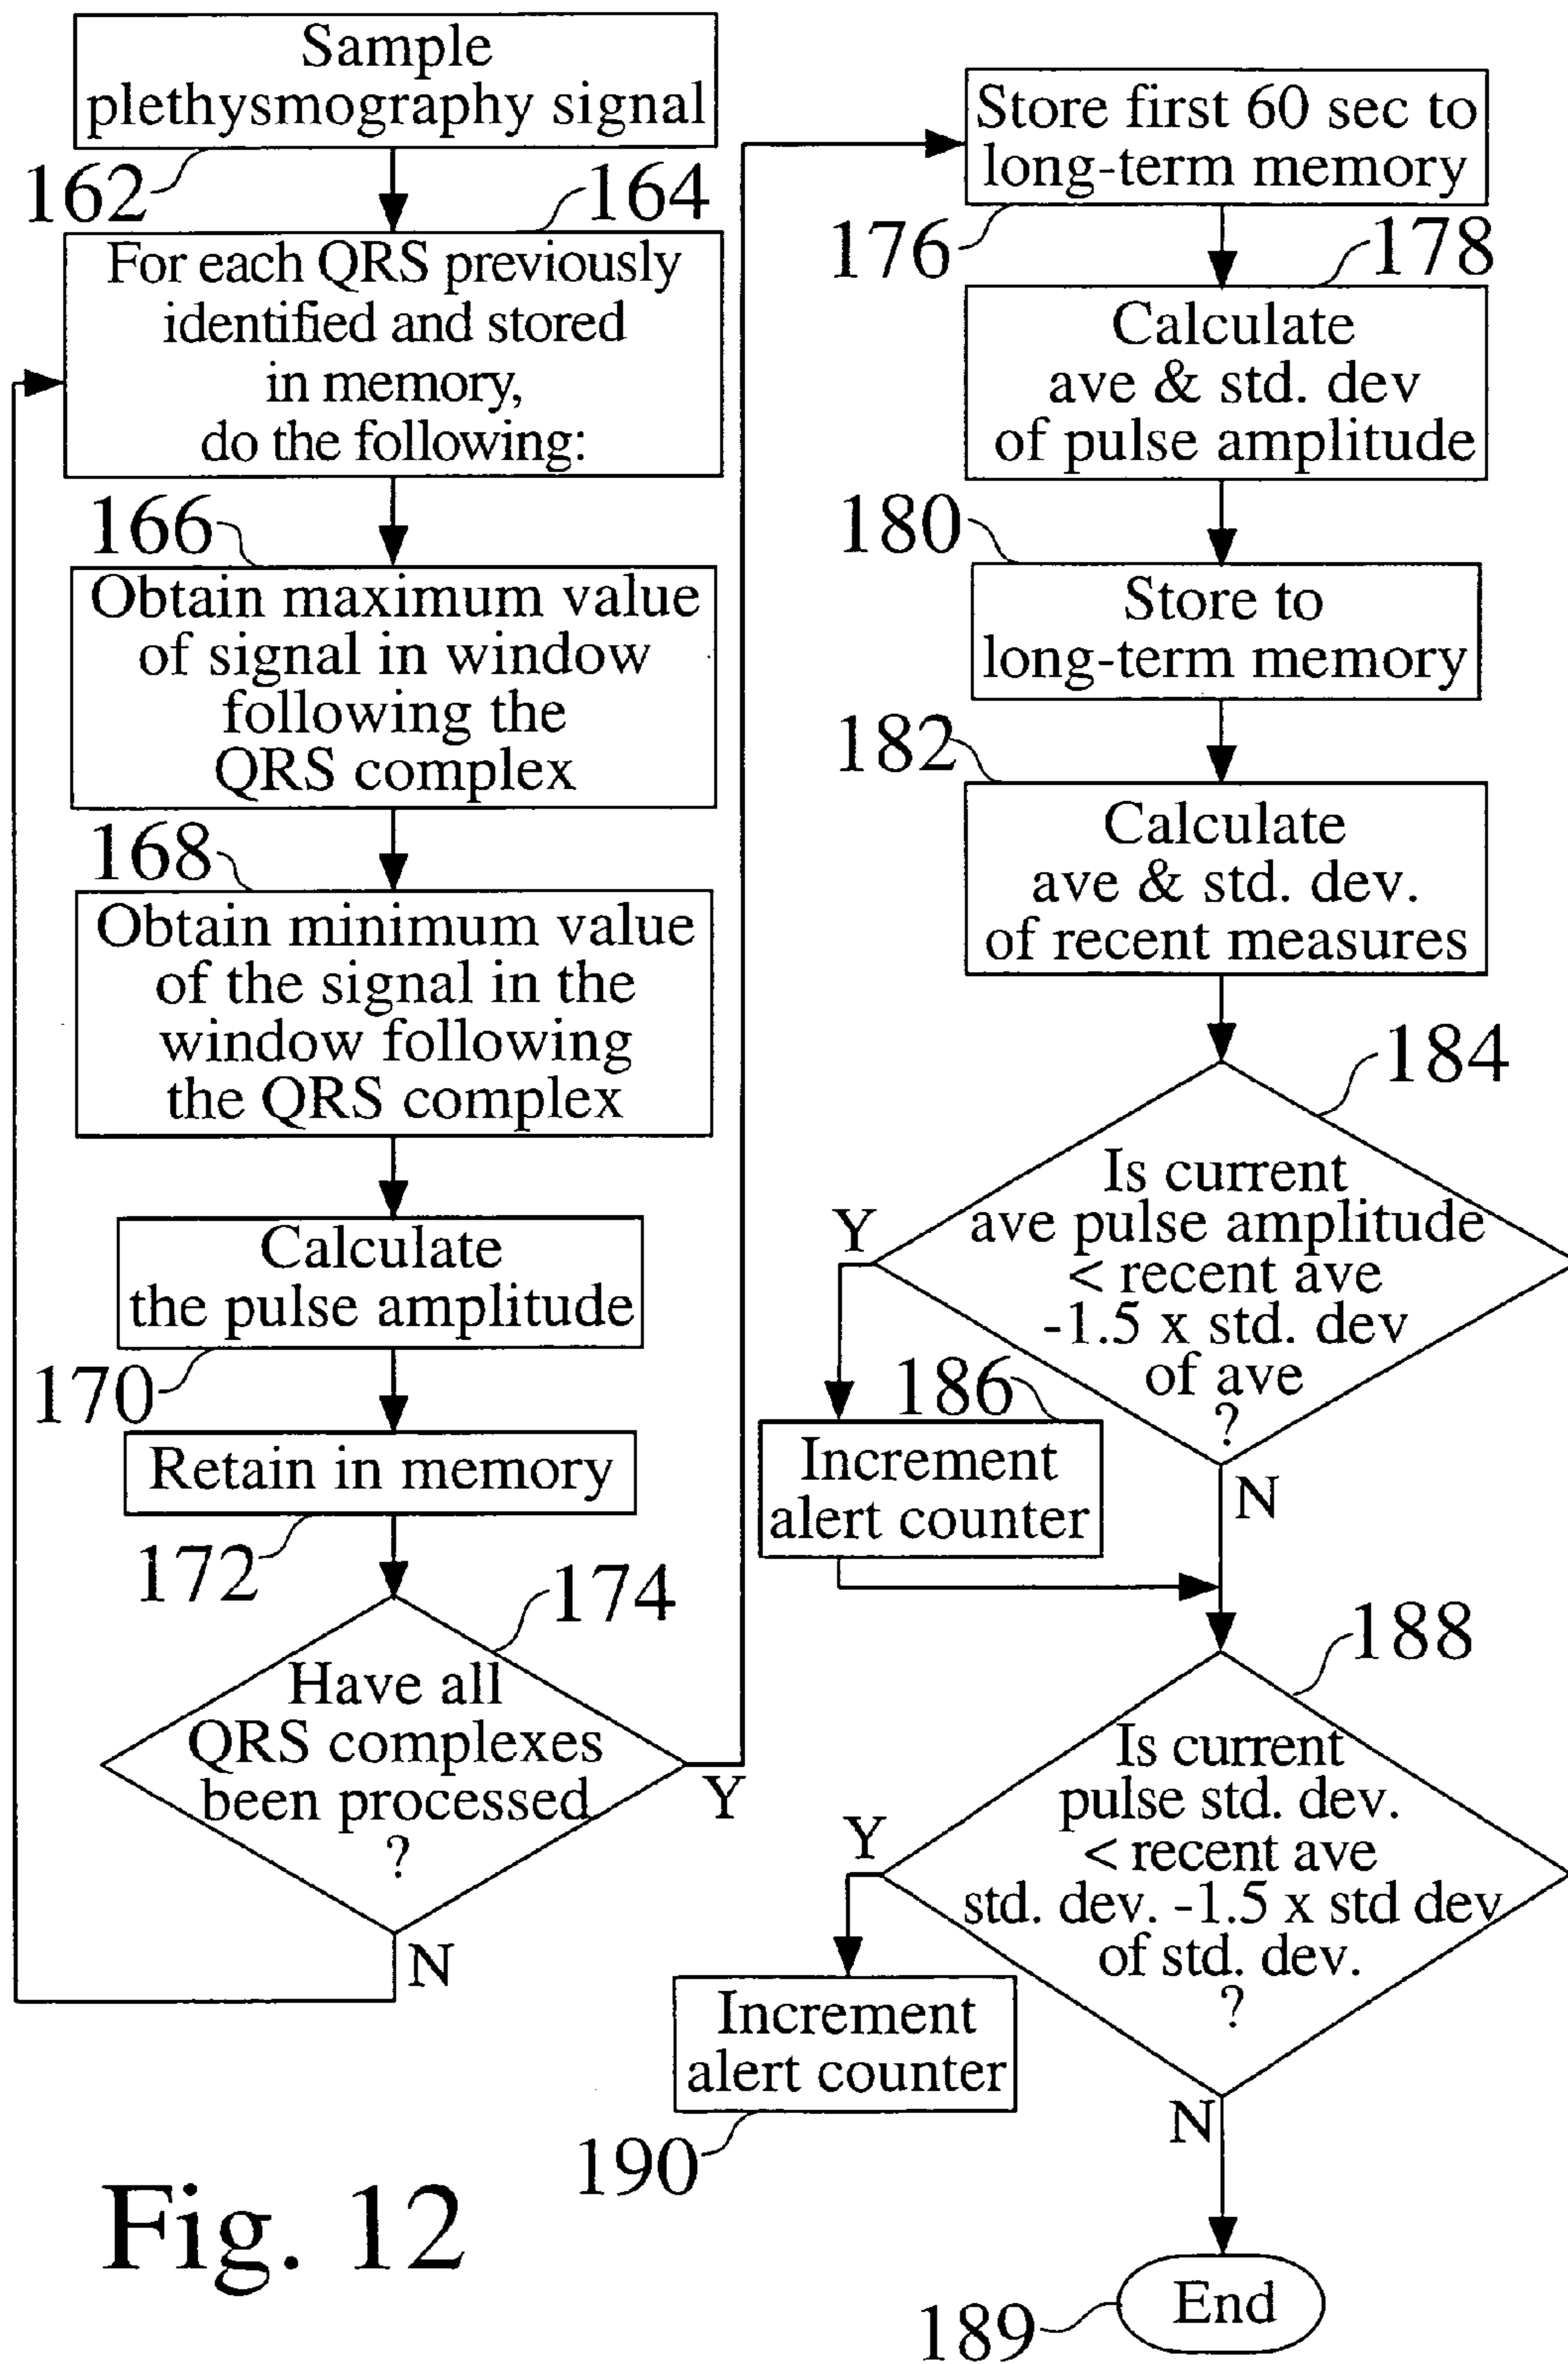 Sample
plethysmography signal
162
164
For each QRS previously
identified and stored
in memory,
do the following:
166
Obtain maximum value
of signal in window
following the
QRS complex
168
Obtain minimum value
of the signal in the
window following
the QRS complex
Calculate
the pulse amplitude
170
Retain in memory
172
174
Have all
QRS complexes
been processed
?
Y
N
Store first 60 sec to
long-term memory
176
178
Calculate
ave & std. dev
of pulse amplitude
180
Store to
long-term memory
182
Calculate
ave & std. dev.
of recent measures
184
Is current
ave pulse amplitude
< recent ave
-1.5 x std. dev
of ave
?
Y
N
186
Increment
alert counter
188
Is current
pulse std. dev.
< recent ave
std. dev. -1.5 x std dev
of std. dev.
?
Y
N
Increment
alert counter
190
End
189
Fig. 12